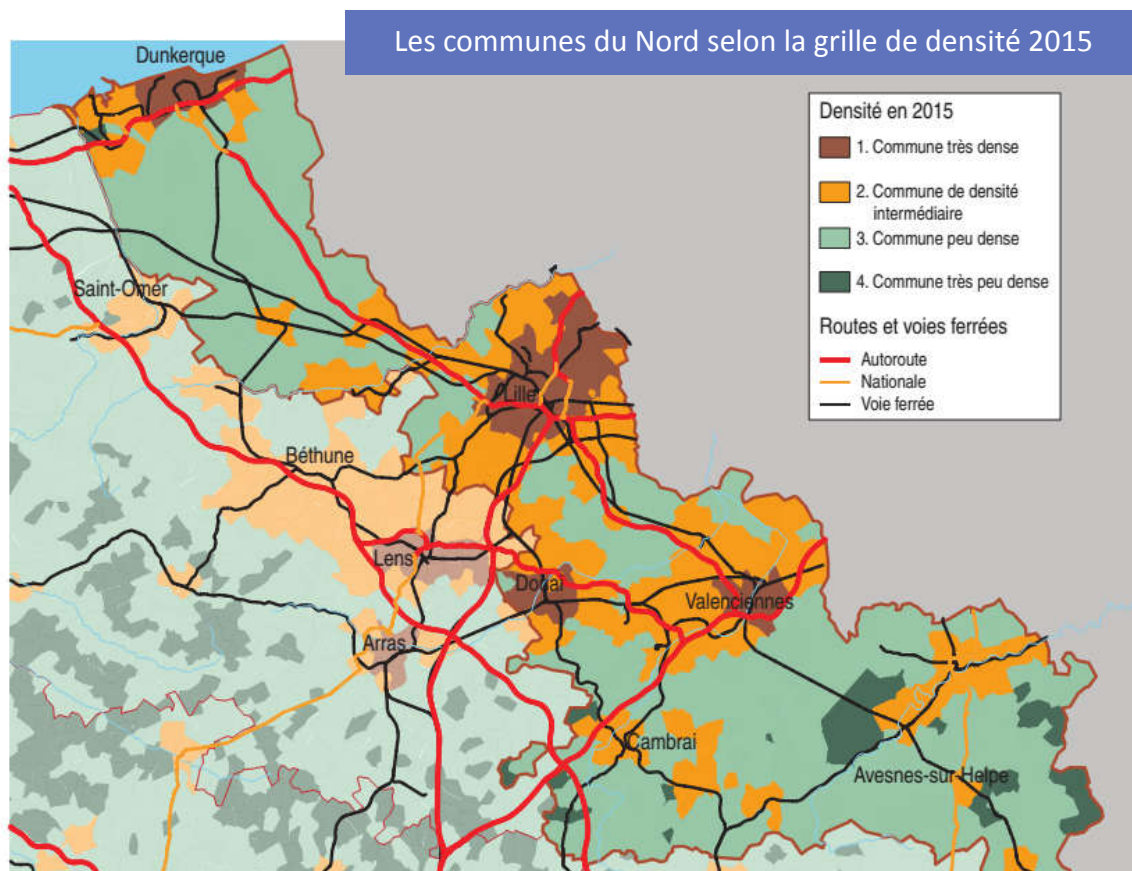 Les communes du Nord selon la grille de densité 2015
Dunkerque
Densité en 2015
1. Commune très dense
2. Commune de densité
intermédiaire
3. Commune peu dense
4. Commune très peu dense
Routes et voies ferrées
Autoroute
Nationale
Voie ferrée
Saint-Omer
Lille
Béthune
Lens
Douai
Valenciennes
Arras
Cambrai
Avesnes-sur-Helpe